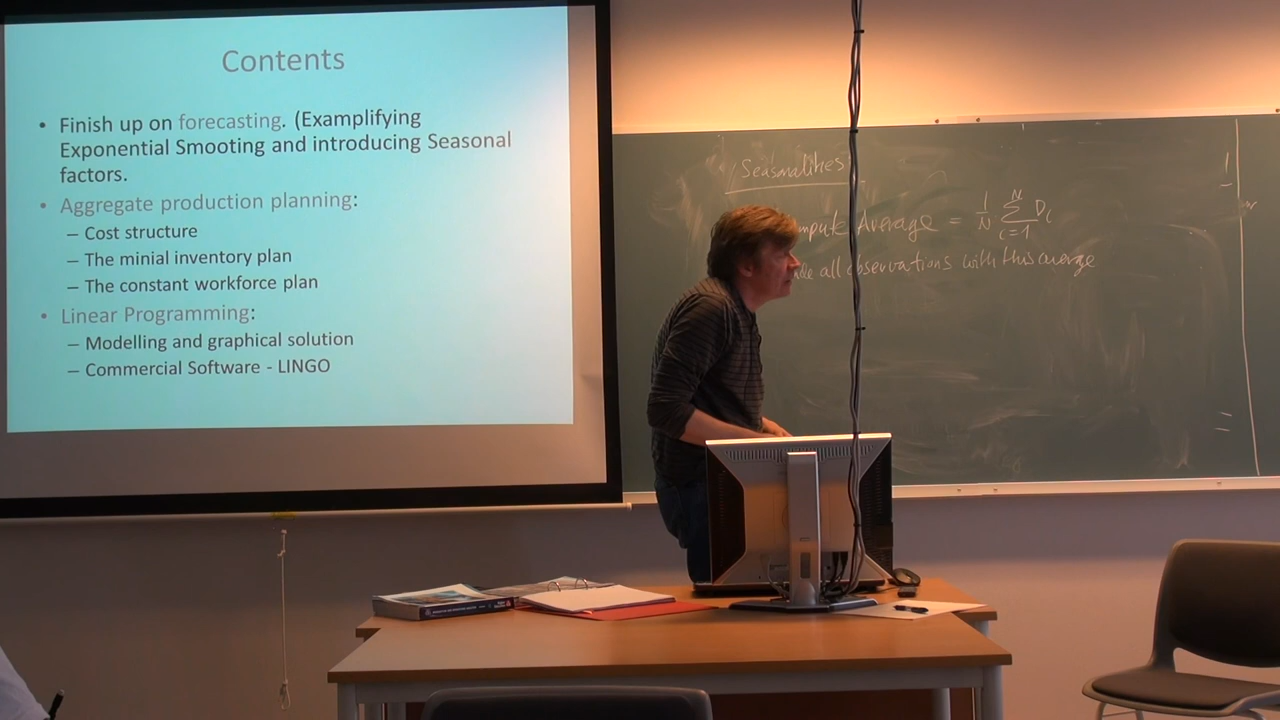 Contents
• Finish up on forecasting. (Examplifying
Exponential Smooting and introducing Seasonal
factors.
• Aggregate production planning:
– Cost structure
– The minial inventory plan
– The constant workforce plan
• Linear Programming:
– Modelling and graphical solution
– Commercial Software - LINGO
Average = 1/N N∑i=1 Di
all observations with this average